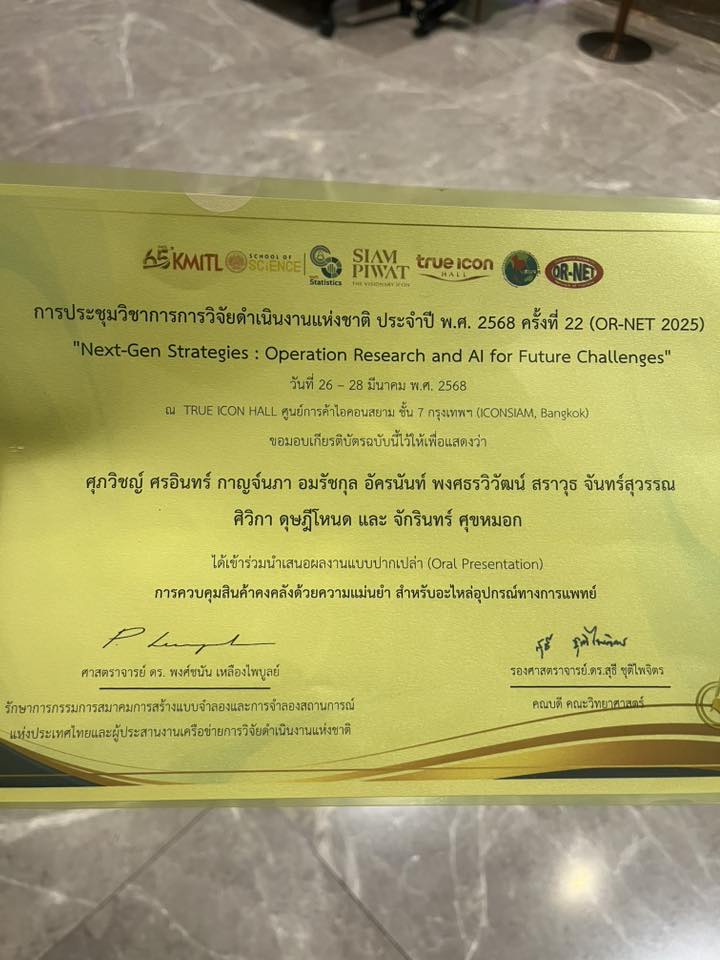 65 KMITL SCHOOL OF SCIENCE Statistics SIAM PIWAT THE VISIONARY ICON true icon HALL OR-NET
การประชุมวิชาการการวิจัยดำเนินงานแห่งชาติ ประจำปี พ.ศ. 2568 ครั้งที่ 22 (OR-NET 2025)
"Next-Gen Strategies : Operation Research and AI for Future Challenges"
วันที่ 26 – 28 มีนาคม พ.ศ. 2568
ณ TRUE ICON HALL ศูนย์การค้าไอคอนสยาม ชั้น 7 กรุงเทพฯ (ICONSIAM, Bangkok)
ขอมอบเกียรติบัตรฉบับนี้ไว้ให้เพื่อแสดงว่า
ศุภวิชญ์ ศรอินทร์ กาญจน์นภา อมรัชกุล อัครนันท์ พงศธรวิวัฒน์ สราวุธ จันทร์สุวรรณ
ศิวิกา ดุษฎีโหนด และ จักรินทร์ ศุขหมอก
ได้เข้าร่วมนำเสนอผลงานแบบปากเปล่า (Oral Presentation)
การควบคุมสินค้าคงคลังด้วยความแม่นยำ สำหรับอะไหล่อุปกรณ์ทางการแพทย์
ศาสตราจารย์ ดร. พงศ์ชนัน เหลืองไพบูลย์
รักษาการกรรมการสมาคมการสร้างแบบจำลองและการจำลองสถานการณ์
แห่งประเทศไทยและผู้ประสานงานเครือข่ายการวิจัยดำเนินงานแห่งชาติ
รองศาสตราจารย์.ดร.สุธี ชุติไพจิตร
คณบดี คณะวิทยาศาสตร์